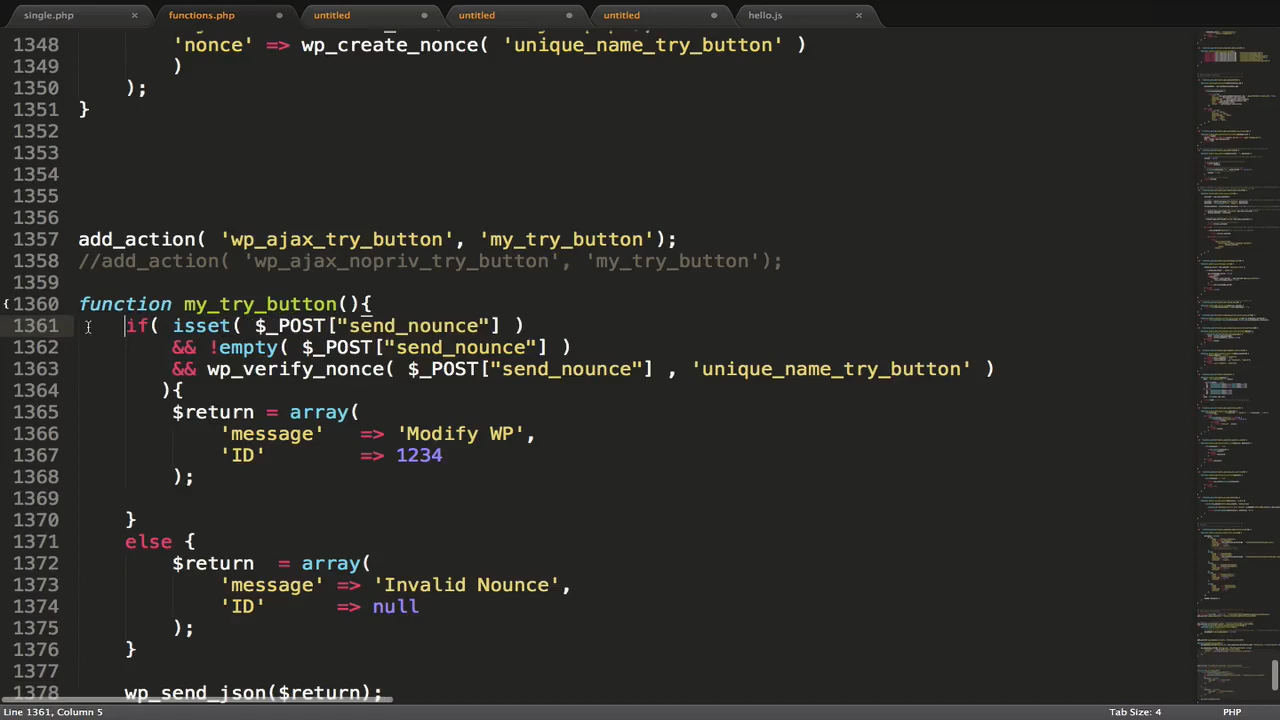 single.php × functions.php untitled untitled untitled hello.js ×
1348 'nonce' => wp_create_nonce( 'unique_name_try_button' )
1349 )
1350 );
1351 }
1352
1353
1354
1355
1356
1357 add_action( 'wp_ajax_try_button', 'my_try_button');
1358 //add_action( 'wp_ajax_nopriv_try_button', 'my_try_button');
1359
1360 function my_try_button(){
1361 if( isset( $_POST["send_nounce"] )
1362 && !empty( $_POST["send_nounce"] )
1363 && wp_verify_nonce( $_POST["send_nounce"] , 'unique_name_try_button' )
1364 ){
1365 $return = array(
1366 'message' => 'Modify WP',
1367 'ID' => 1234
1368 );
1369
1370 }
1371 else {
1372 $return = array(
1373 'message' => 'Invalid Nounce',
1374 'ID' => null
1375 );
1376 }
1377
1378 wp_send_json($return);
Line 1361, Column 5 Tab Size: 4 PHP